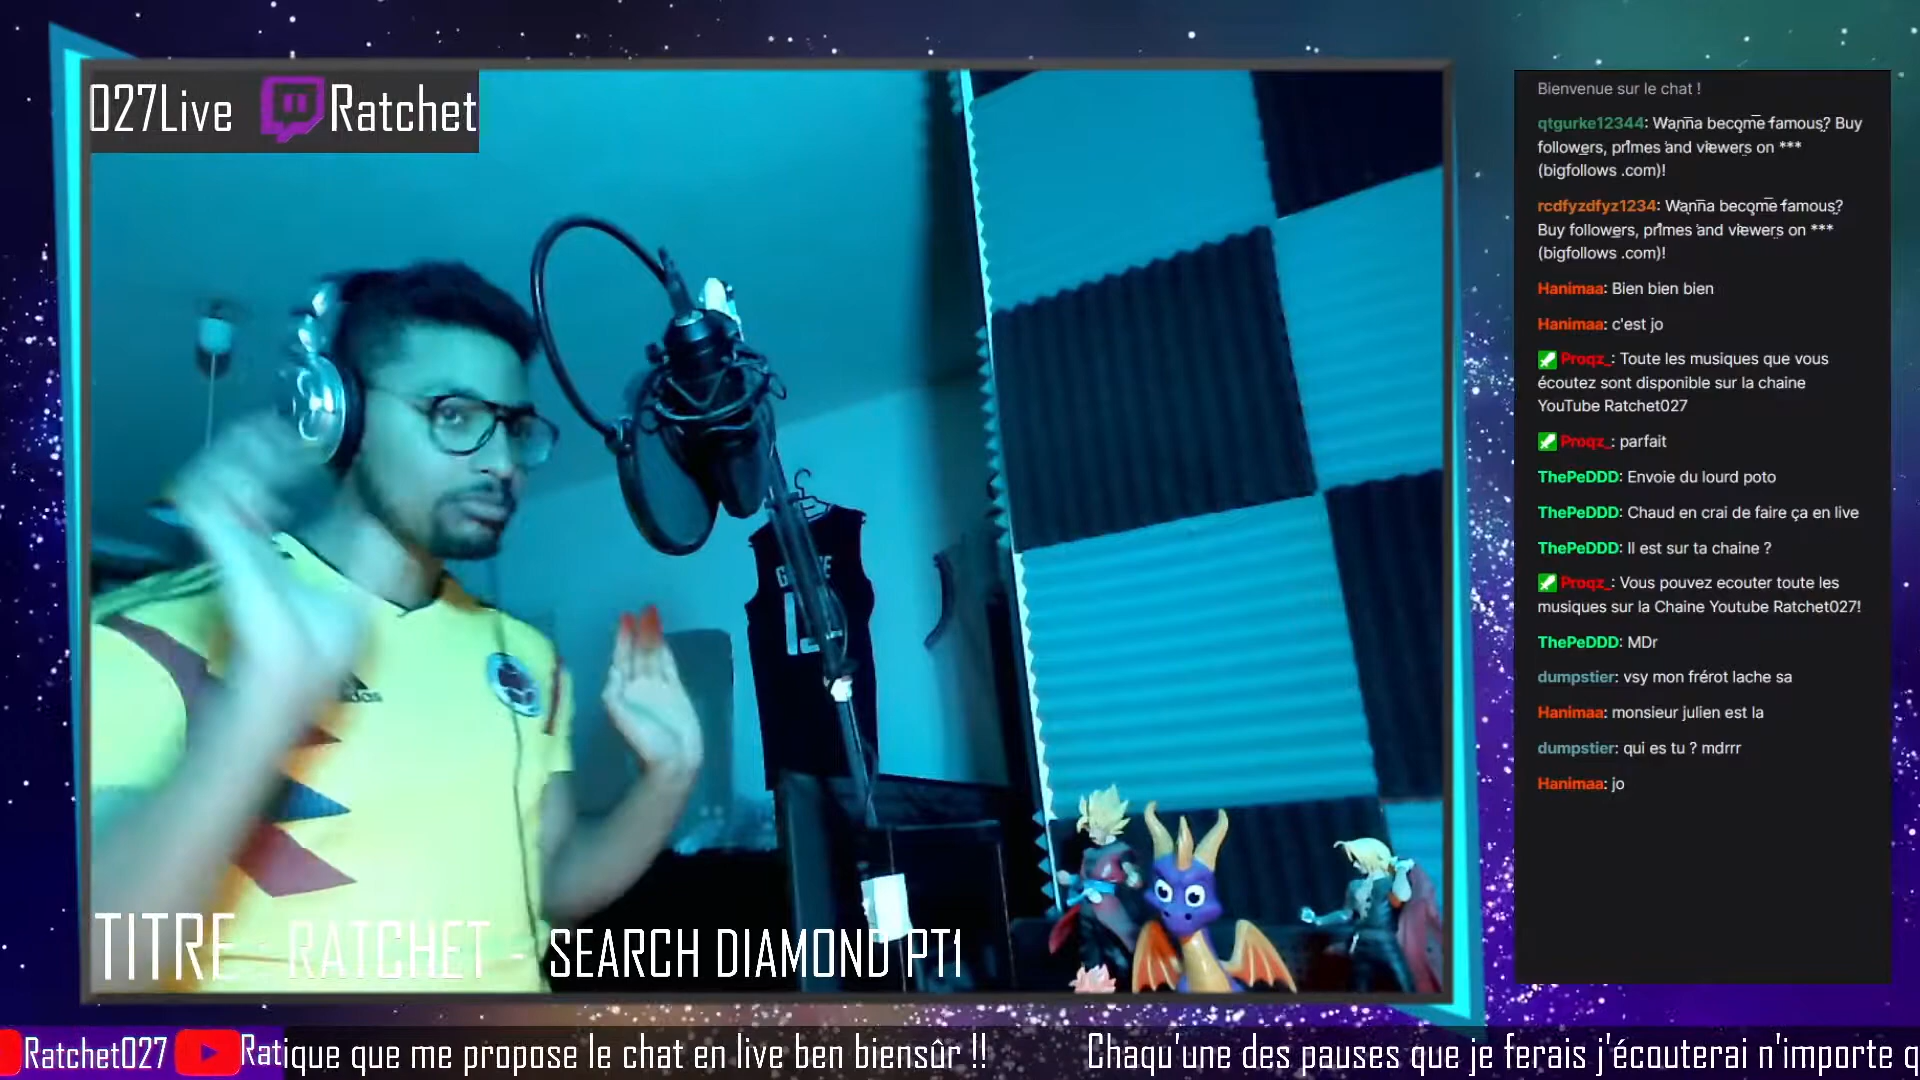 027Live Ratchet
Bienvenue sur le chat !
qtgurke12344: Wanna become famous? Buy
followers, primes and viewers on ***
(bigfollows .com)!
rcdfyzdfyz1234: Wanna become famous?
Buy followers, primes and viewers on ***
(bigfollows .com)!
Hanimaa: Bien bien bien
Hanimaa: c'est jo
Proqz_: Toute les musiques que vous
écoutez sont disponible sur la chaine
YouTube Ratchet027
Proqz_: parfait
ThePeDDD: Envoie du lourd poto
ThePeDDD: Chaud en crai de faire ça en live
ThePeDDD: Il est sur ta chaine ?
Proqz_: Vous pouvez ecouter toute les
musiques sur la Chaine Youtube Ratchet027!
ThePeDDD: MDr
dumpstier: vsy mon frérot lache sa
Hanimaa: monsieur julien est la
dumpstier: qui es tu ? mdrrr
Hanimaa: jo
TITRE : RATCHET - SEARCH DIAMOND PT1
Ratchet027 Ratique que me propose le chat en live ben biensûr !! Chaqu'une des pauses que je ferais j'écouterai n'importe q